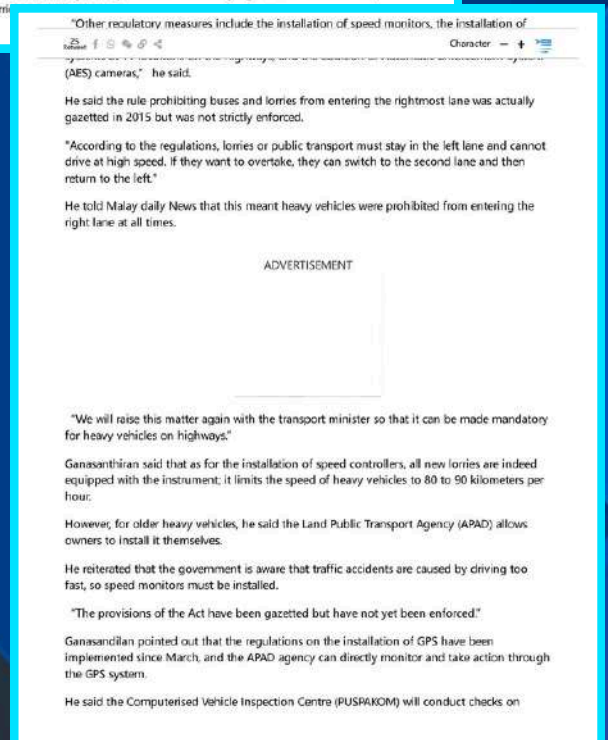 "Other regulatory measures include the installation of speed monitors, the installation of
25
Character - +
(AES) cameras," he said.
He said the rule prohibiting buses and lorries from entering the rightmost lane was actually
gazetted in 2015 but was not strictly enforced.
"According to the regulations, lorries or public transport must stay in the left lane and cannot
drive at high speed. If they want to overtake, they can switch to the second lane and then
return to the left."
He told Malay daily News that this meant heavy vehicles were prohibited from entering the
right lane at all times.
ADVERTISEMENT
"We will raise this matter again with the transport minister so that it can be made mandatory
for heavy vehicles on highways."
Ganasanthiran said that as for the installation of speed controllers, all new lorries are indeed
equipped with the instrument; it limits the speed of heavy vehicles to 80 to 90 kilometers per
hour.
However, for older heavy vehicles, he said the Land Public Transport Agency (APAD) allows
owners to install it themselves.
He reiterated that the government is aware that traffic accidents are caused by driving too
fast, so speed monitors must be installed.
"The provisions of the Act have been gazetted but have not yet been enforced."
Ganasandilan pointed out that the regulations on the installation of GPS have been
implemented since March, and the APAD agency can directly monitor and take action through
the GPS system.
He said the Computerised Vehicle Inspection Centre (PUSPAKOM) will conduct checks on